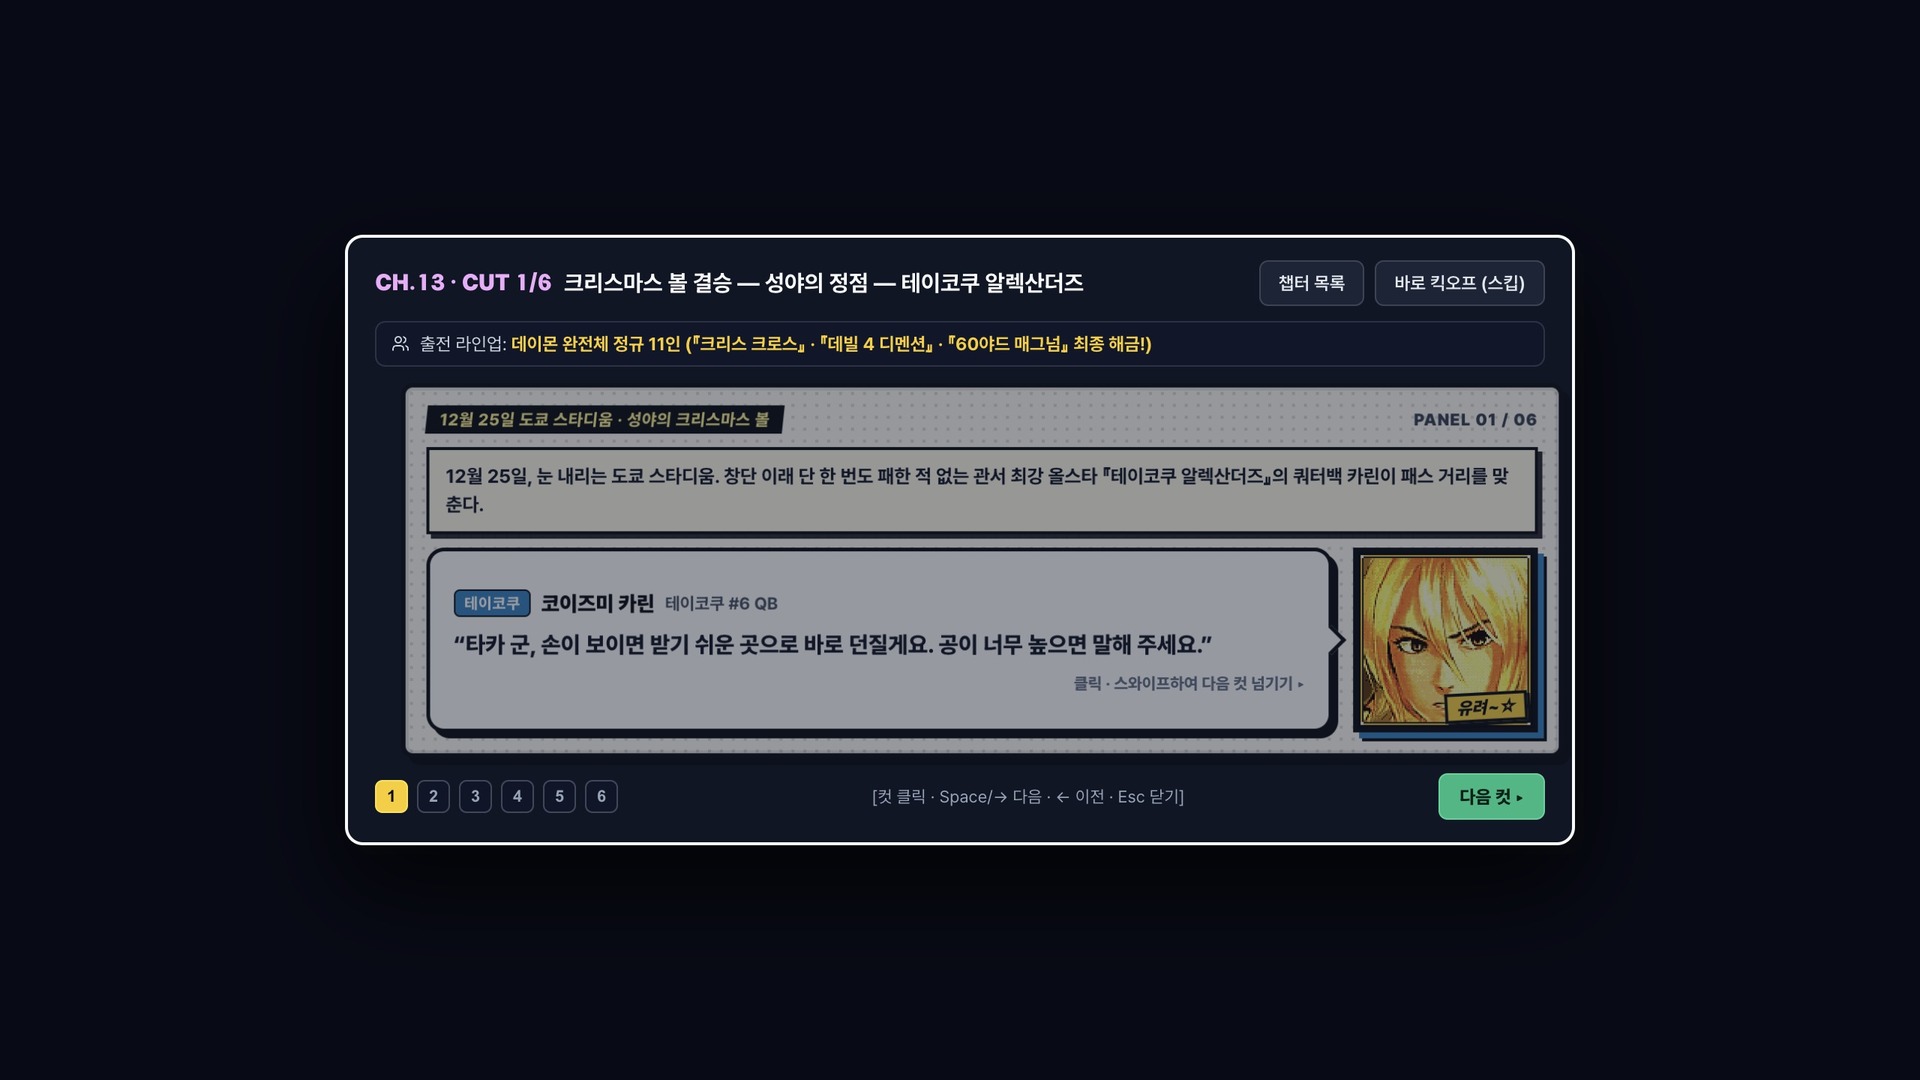 CH.13 · CUT 1/6 크리스마스 볼 결승 — 성야의 정점 — 테이코쿠 알렉산더즈
챕터 목록
바로 킥오프 (스킵)
출전 라인업: 데이몬 완전체 정규 11인 (『크리스 크로스』 · 『데빌 4 디멘션』 · 『60야드 매그넘』 최종 해금!)
12월 25일 도쿄 스타디움 · 성야의 크리스마스 볼
PANEL 01 / 06
12월 25일, 눈 내리는 도쿄 스타디움. 창단 이래 단 한 번도 패한 적 없는 관서 최강 올스타 『테이코쿠 알렉산더즈』의 쿼터백 카린이 패스 거리를 맞
춘다.
테이코쿠 코이즈미 카린 테이코쿠 #6 QB
“타카 군, 손이 보이면 받기 쉬운 곳으로 바로 던질게요. 공이 너무 높으면 말해 주세요.”
클릭 · 스와이프하여 다음 컷 넘기기 ▸
유려~☆
1 2 3 4 5 6
[컷 클릭 · Space/→ 다음 · ← 이전 · Esc 닫기]
다음 컷 ▸